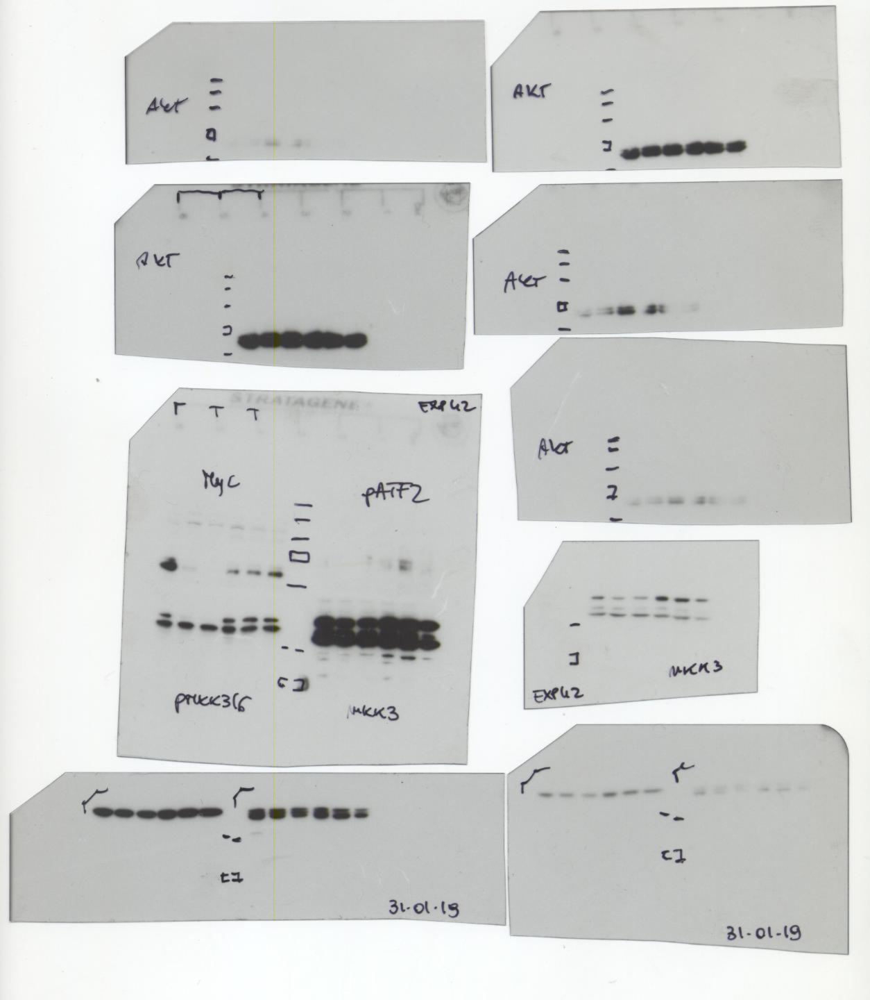 Akt
AKT
STRATAGENE
AKT
Akt
STRATAGENE
EXP42
T T T
Myc
pATF2
Akt
pMKK3/6
MKK3
MKK3
EXP42
31-01-19
31-01-19